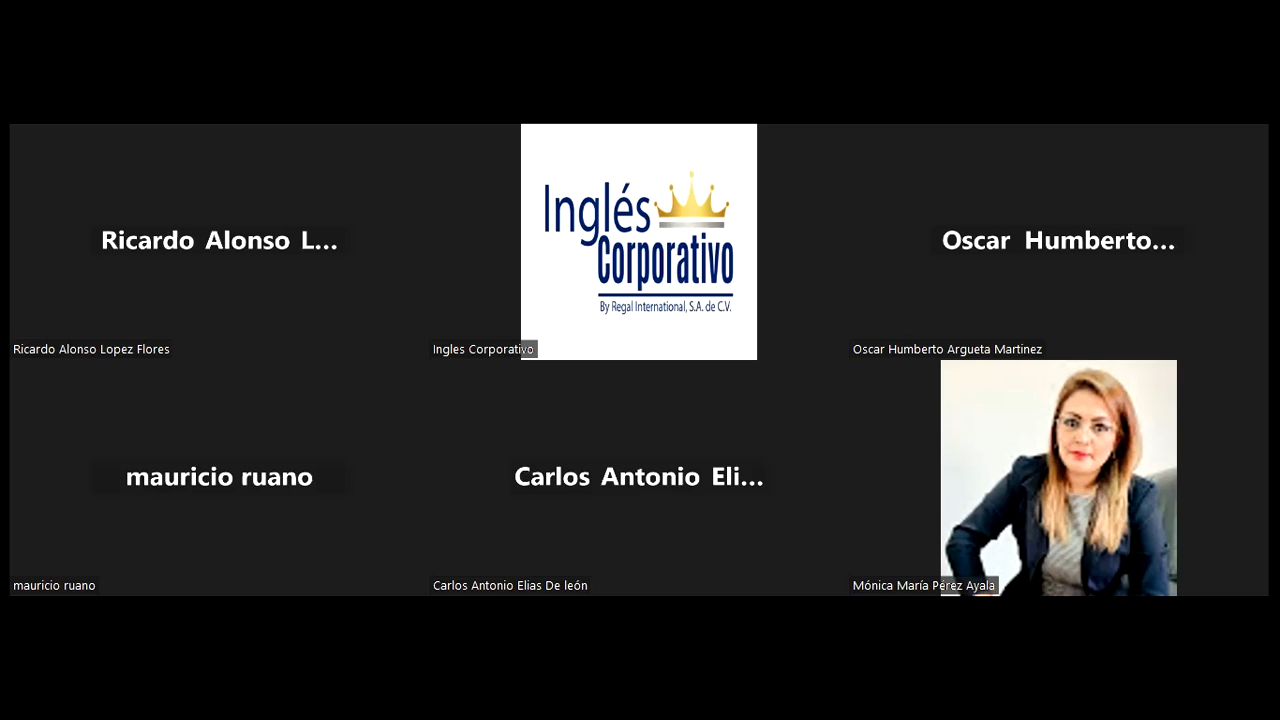 Ricardo Alonso L...
Ricardo Alonso Lopez Flores
Inglés
Corporativo
By Regal International, S.A. de C.V.
Ingles Corporativo
Oscar Humberto...
Oscar Humberto Argueta Martinez
mauricio ruano
mauricio ruano
Carlos Antonio Eli...
Carlos Antonio Elias De león
Mónica María Pérez Ayala